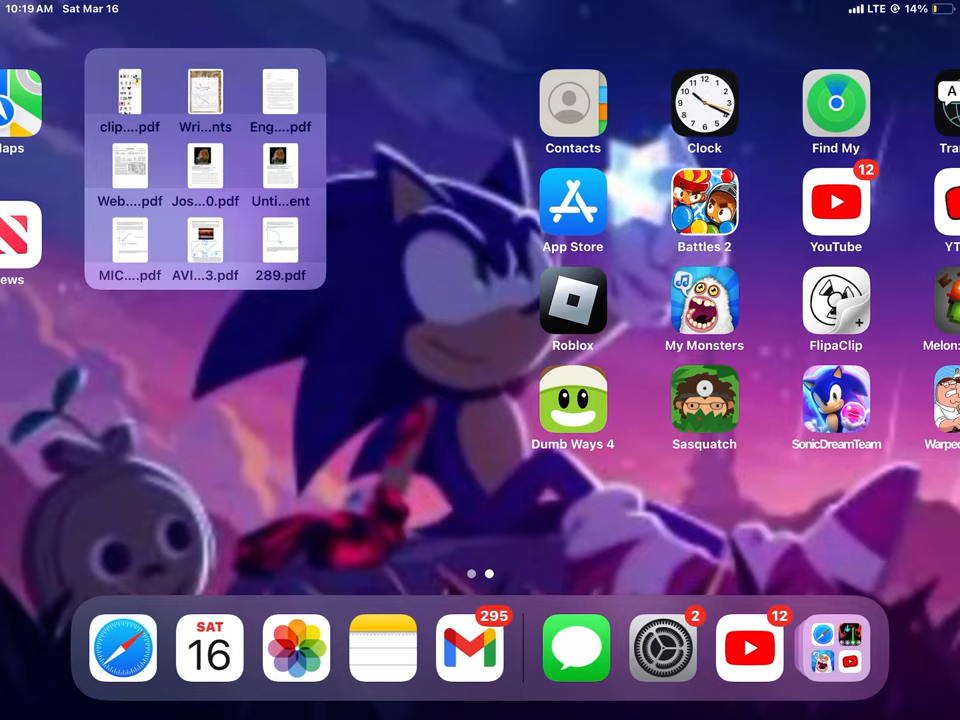 10:19 AM Sat Mar 16
LTE 14%
clip....pdf Wri...nts Eng....pdf
Web....pdf Jos...0.pdf Unti...ent
MIC....pdf AVI...3.pdf 289.pdf
aps
ews
Contacts Clock Find My Tra
12
App Store Battles 2 YouTube YT
Roblox My Monsters FlipaClip Melon:
Dumb Ways 4 Sasquatch SonicDreamTeam Warped
295 2 12
SAT
16